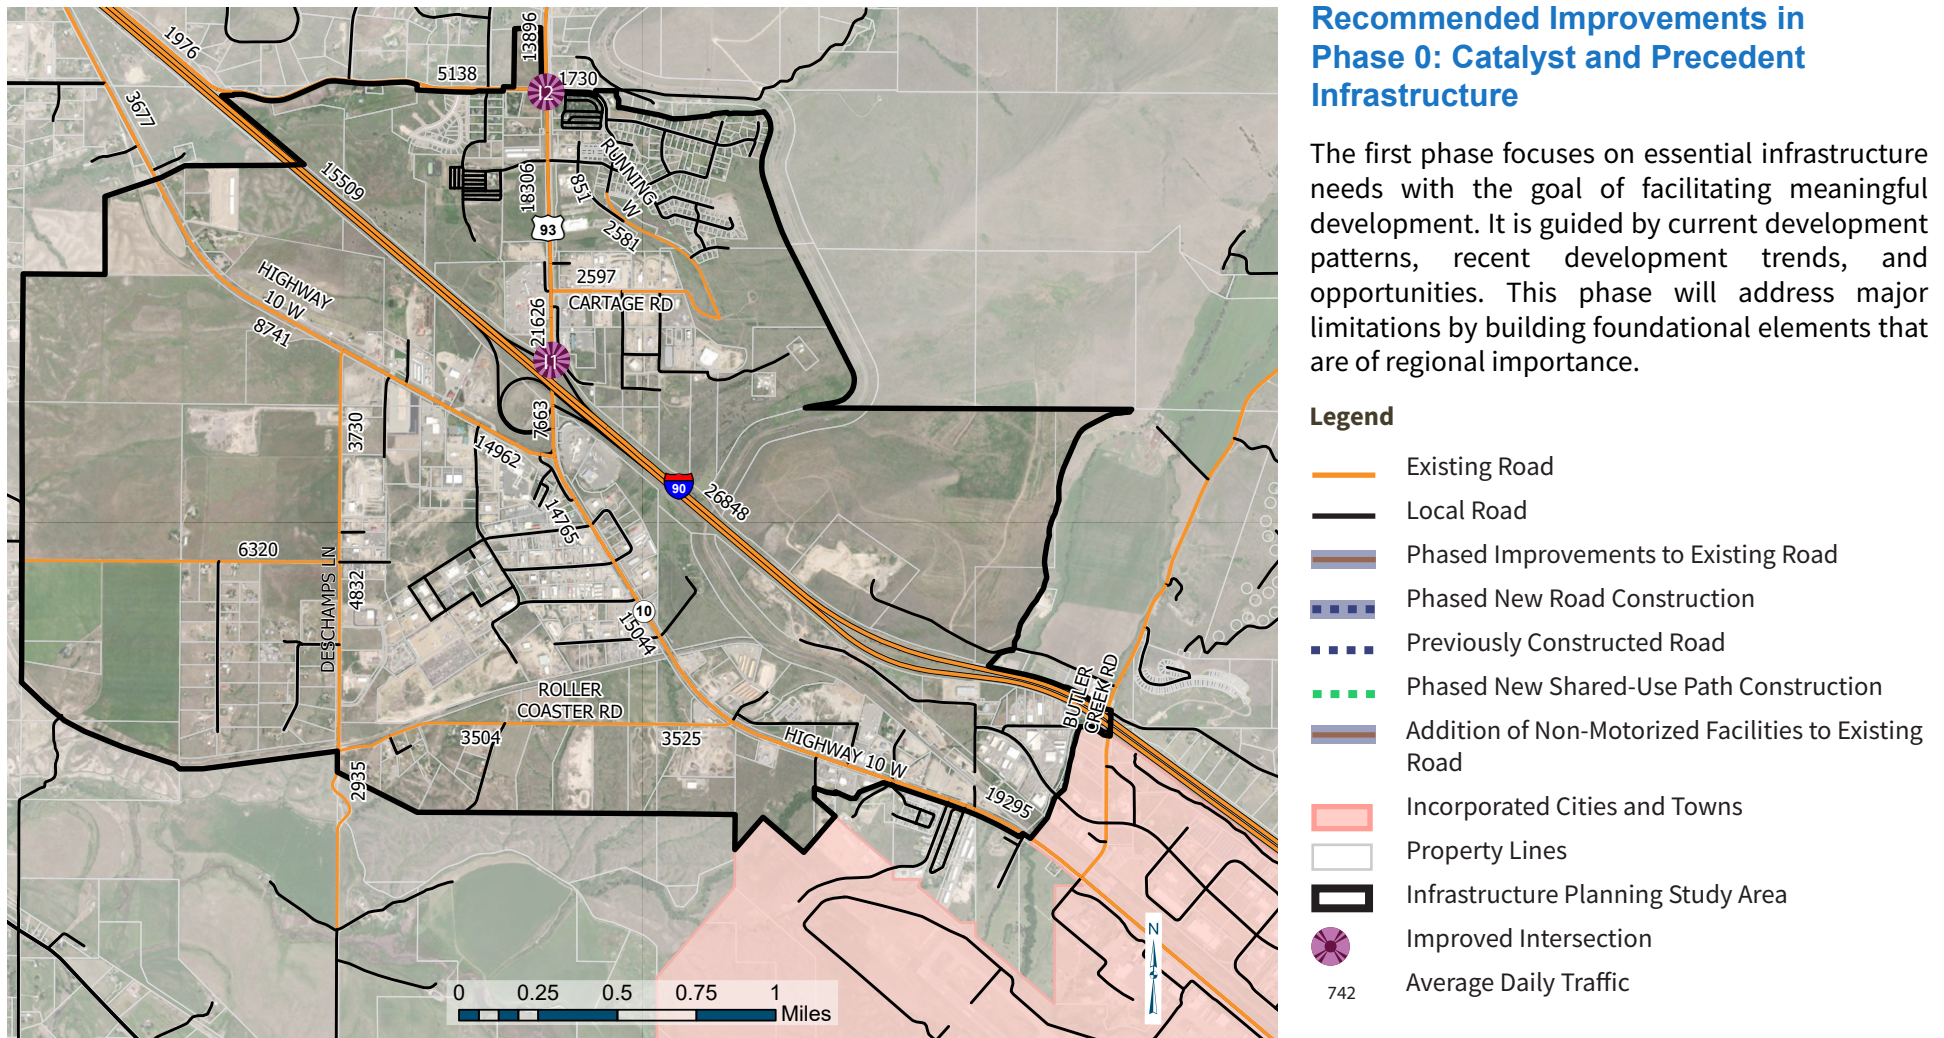 Recommended Improvements in
Phase 0: Catalyst and Precedent
Infrastructure
The first phase focuses on essential infrastructure
needs with the goal of facilitating meaningful
development. It is guided by current development
patterns, recent development trends, and
opportunities. This phase will address major
limitations by building foundational elements that
are of regional importance.
Legend
Existing Road
Local Road
Phased Improvements to Existing Road
Phased New Road Construction
Previously Constructed Road
Phased New Shared-Use Path Construction
Addition of Non-Motorized Facilities to Existing
Road
Incorporated Cities and Towns
Property Lines
Infrastructure Planning Study Area
Improved Intersection
742
Average Daily Traffic
1976
13896
5138
1730
I2
3677
15509
18306
851
RUNNING
W
93
2581
2597
CARTAGE RD
HIGHWAY
10 W
8741
21626
I1
3730
7663
14962
90
26848
14765
6320
DESCHAMPS LN
4832
10
15044
ROLLER
COASTER RD
3504
3525
HIGHWAY 10 W
BUTLER
CREEK RD
2935
19295
N
0 0.25 0.5 0.75 1
Miles